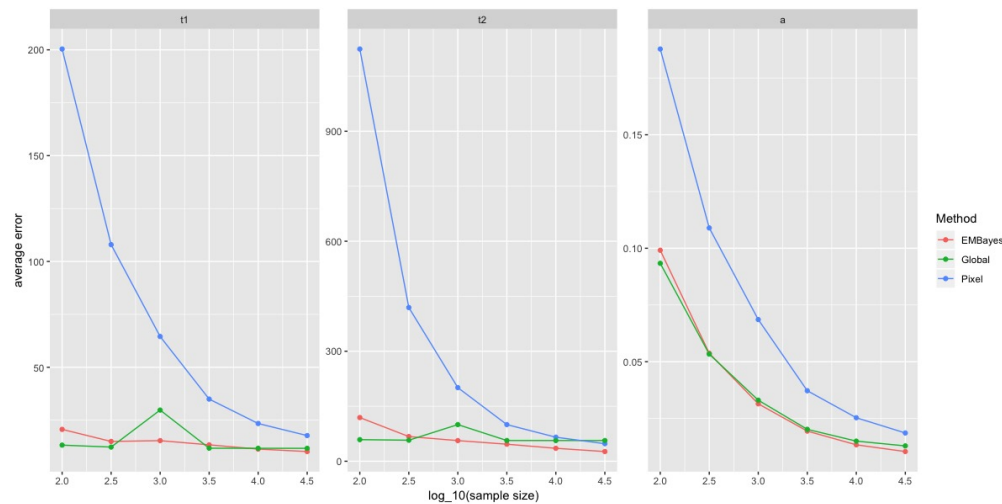 t1
t2
a
200
150
100
50
900
600
300
0
0.15
0.10
0.05
2.0 2.5 3.0 3.5 4.0 4.5
2.0 2.5 3.0 3.5 4.0 4.5
2.0 2.5 3.0 3.5 4.0 4.5
average error
log_10(sample size)
Method
EMBayes
Global
Pixel